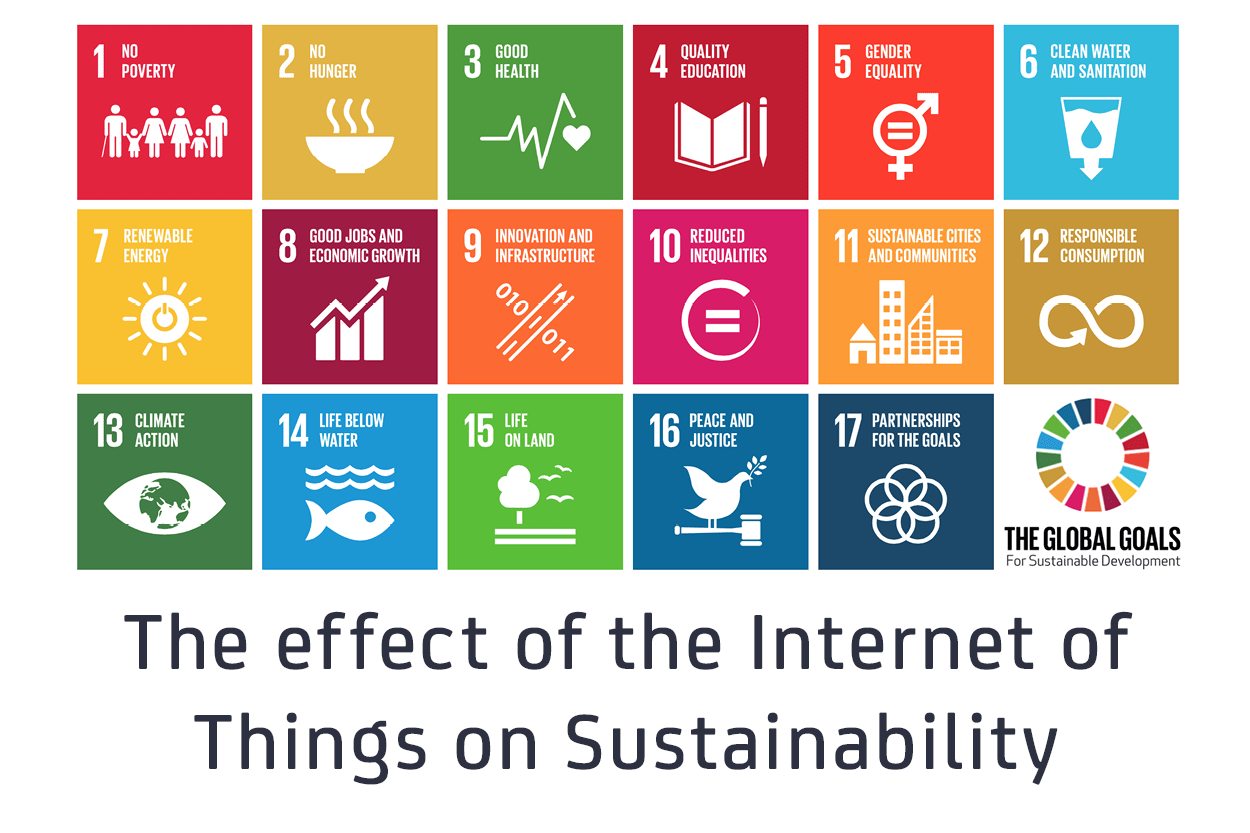 1 NO
POVERTY
2 NO
HUNGER
3 GOOD
HEALTH
4 QUALITY
EDUCATION
5 GENDER
EQUALITY
6 CLEAN WATER
AND SANITATION
7 RENEWABLE
ENERGY
8 GOOD JOBS AND
ECONOMIC GROWTH
9 INNOVATION AND
INFRASTRUCTURE
010
011
10 REDUCED
INEQUALITIES
11 SUSTAINABLE CITIES
AND COMMUNITIES
12 RESPONSIBLE
CONSUMPTION
13 CLIMATE
ACTION
14 LIFE BELOW
WATER
15 LIFE
ON LAND
16 PEACE AND
JUSTICE
17 PARTNERSHIPS
FOR THE GOALS
THE GLOBAL GOALS
For Sustainable Development
The effect of the Internet of
Things on Sustainability